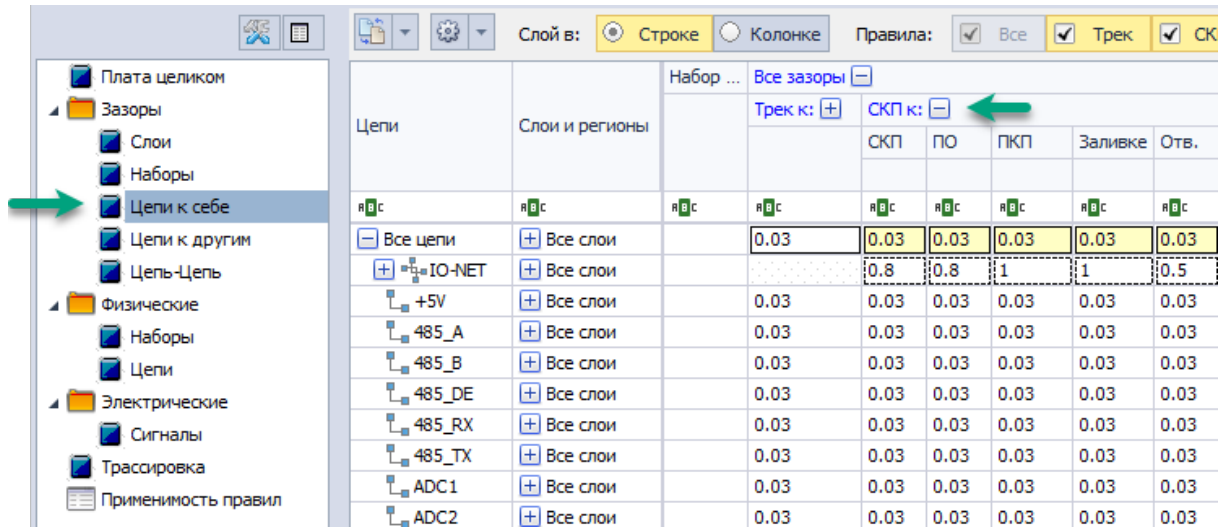 Слой в: Строке Колонке Правила: Все Трек СК
Плата целиком
Зазоры
Слои
Наборы
Цепи к себе
Цепи к другим
Цепь-Цепь
Физические
Наборы
Цепи
Электрические
Сигналы
Трассировка
Применимость правил
Цепи Слои и регионы Набор ... Все зазоры
Трек к: СКП к:
СКП ПО ПКП Заливке Отв.
ABC ABC ABC ABC ABC ABC ABC ABC ABC
Все цепи Все слои 0.03 0.03 0.03 0.03 0.03 0.03
IO-NET Все слои 0.8 0.8 1 1 0.5
+5V Все слои 0.03 0.03 0.03 0.03 0.03 0.03
485_A Все слои 0.03 0.03 0.03 0.03 0.03 0.03
485_B Все слои 0.03 0.03 0.03 0.03 0.03 0.03
485_DE Все слои 0.03 0.03 0.03 0.03 0.03 0.03
485_RX Все слои 0.03 0.03 0.03 0.03 0.03 0.03
485_TX Все слои 0.03 0.03 0.03 0.03 0.03 0.03
ADC1 Все слои 0.03 0.03 0.03 0.03 0.03 0.03
ADC2 Все слои 0.03 0.03 0.03 0.03 0.03 0.03